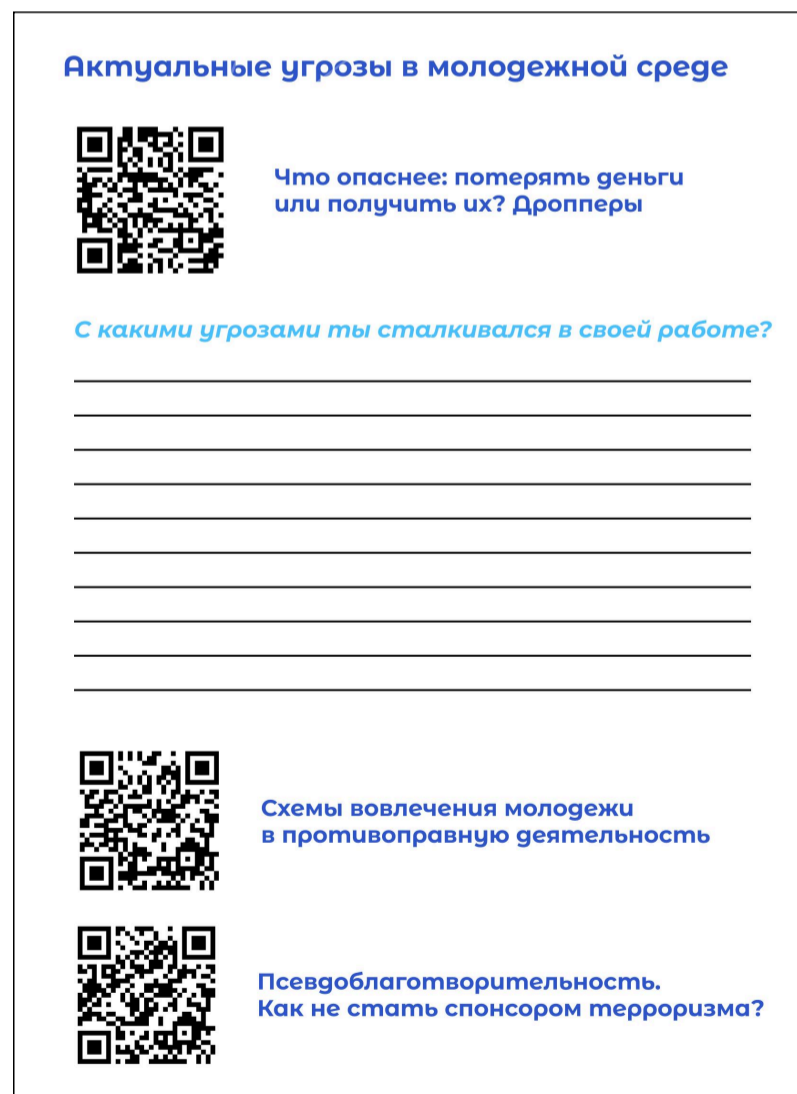 Актуальные угрозы в молодежной среде
Что опаснее: потерять деньги
или получить их? Дропперы
С какими угрозами ты сталкивался в своей работе?
Схемы вовлечения молодежи
в противоправную деятельность
Псевдоблаготворительность.
Как не стать спонсором терроризма?